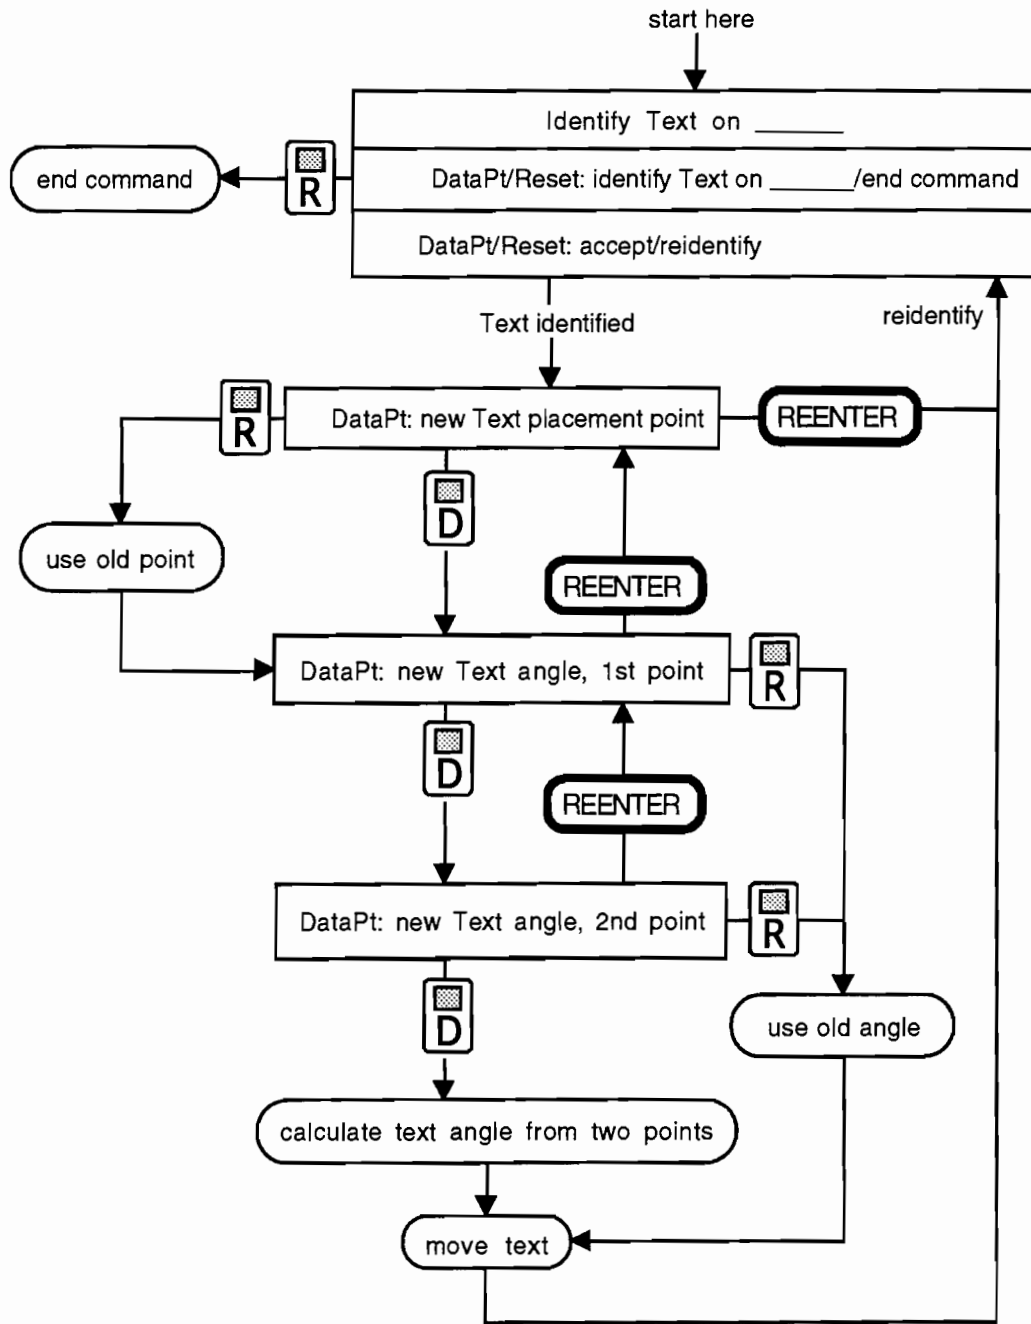 start here
Identify Text on ______
DataPt/Reset: identify Text on ______/end command
R
end command
DataPt/Reset: accept/reidentify
Text identified
reidentify
R
DataPt: new Text placement point
REENTER
D
use old point
REENTER
DataPt: new Text angle, 1st point
R
D
REENTER
DataPt: new Text angle, 2nd point
R
D
use old angle
calculate text angle from two points
move text